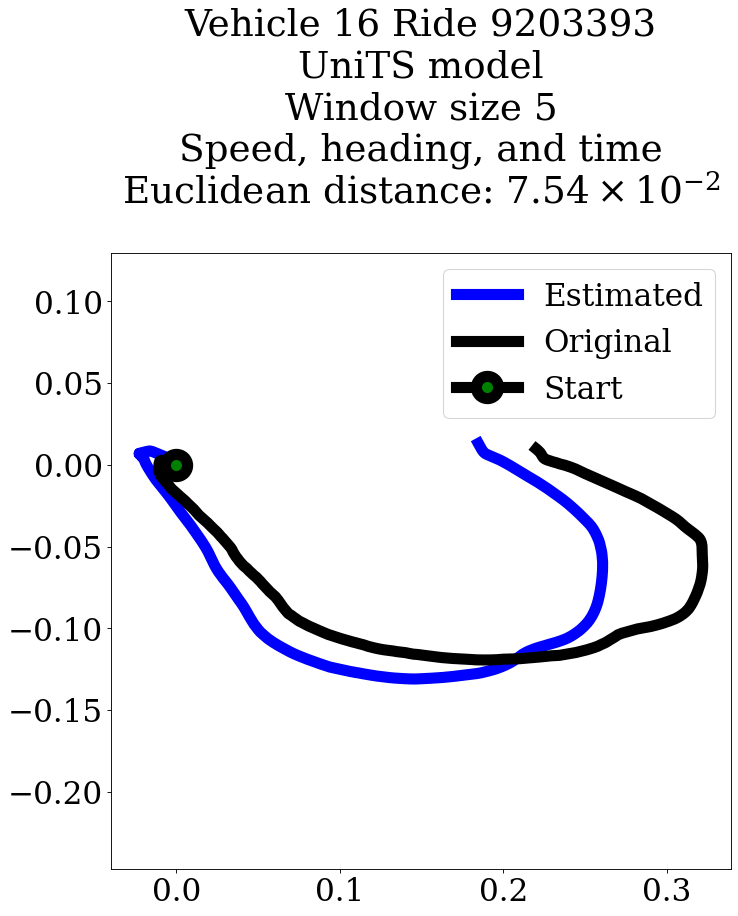 Vehicle 16 Ride 9203393
UniTS model
Window size 5
Speed, heading, and time
Euclidean distance: 7.54 × 10⁻²
Estimated
Original
Start
0.10
0.05
0.00
−0.05
−0.10
−0.15
−0.20
0.0 0.1 0.2 0.3